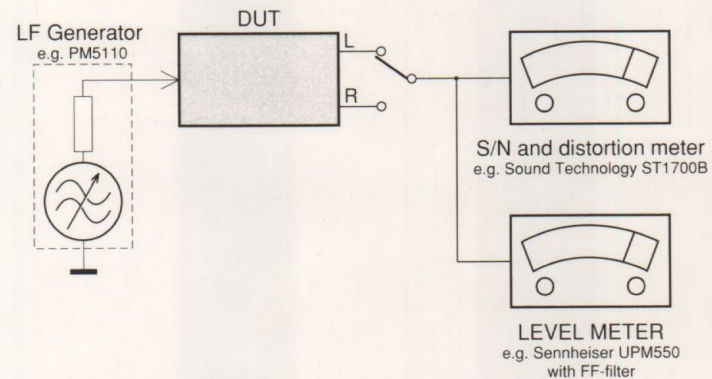 LF Generator
e.g. PM5110
DUT
L
R
S/N and distortion meter
e.g. Sound Technology ST1700B
LEVEL METER
e.g. Sennheiser UPM550
with FF-filter